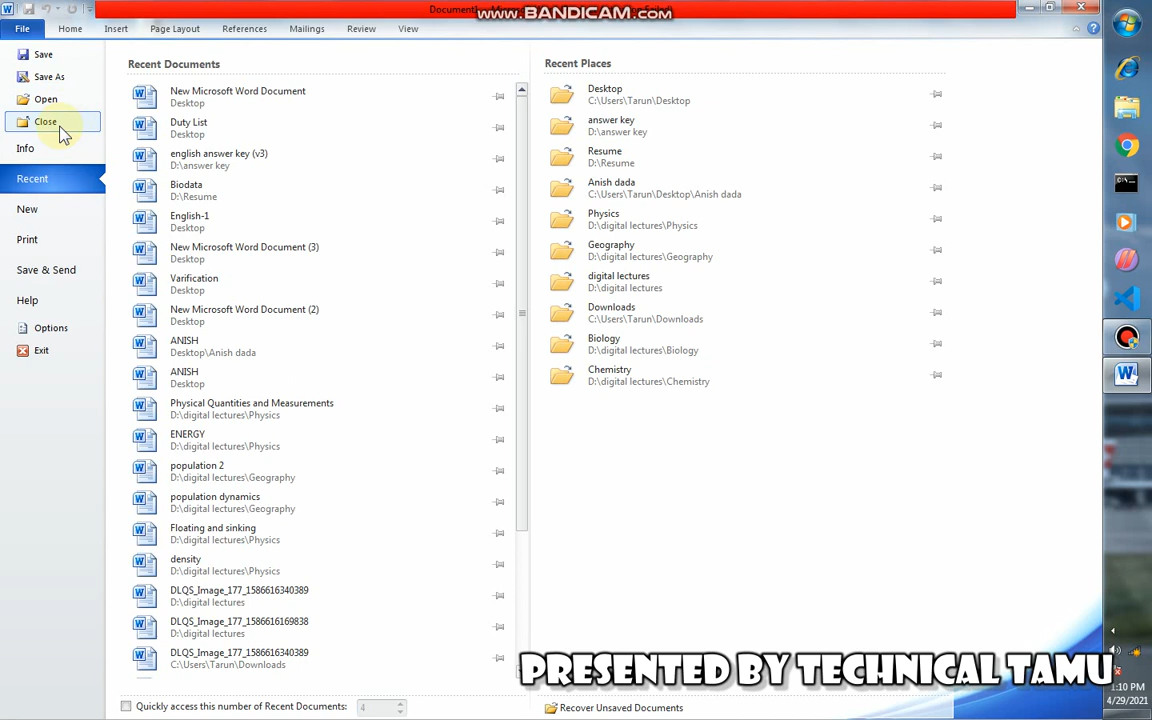 Document1 - Micros
www.BANDICAM.com
File Home Insert Page Layout References Mailings Review View
Save
Save As
Open
Close
Info
Recent
New
Print
Save & Send
Help
Options
Exit
Recent Documents
New Microsoft Word Document
Desktop
Duty List
Desktop
english answer key (v3)
D:\answer key
Biodata
D:\Resume
English-1
Desktop
New Microsoft Word Document (3)
Desktop
Varification
Desktop
New Microsoft Word Document (2)
Desktop
ANISH
Desktop\Anish dada
ANISH
Desktop
Physical Quantities and Measurements
D:\digital lectures\Physics
ENERGY
D:\digital lectures\Physics
population 2
D:\digital lectures\Geography
population dynamics
D:\digital lectures\Geography
Floating and sinking
D:\digital lectures\Physics
density
D:\digital lectures\Physics
DLQS_Image_177_1586616340389
D:\digital lectures
DLQS_Image_177_1586616169838
D:\digital lectures
DLQS_Image_177_1586616340389
C:\Users\Tarun\Downloads
Quickly access this number of Recent Documents: 4
Recent Places
Desktop
C:\Users\Tarun\Desktop
answer key
D:\answer key
Resume
D:\Resume
Anish dada
C:\Users\Tarun\Desktop\Anish dada
Physics
D:\digital lectures\Physics
Geography
D:\digital lectures\Geography
digital lectures
D:\digital lectures
Downloads
C:\Users\Tarun\Downloads
Biology
D:\digital lectures\Biology
Chemistry
D:\digital lectures\Chemistry
PRESENTED BY TECHNICAL TAMU
Recover Unsaved Documents
1:10 PM
4/29/2021